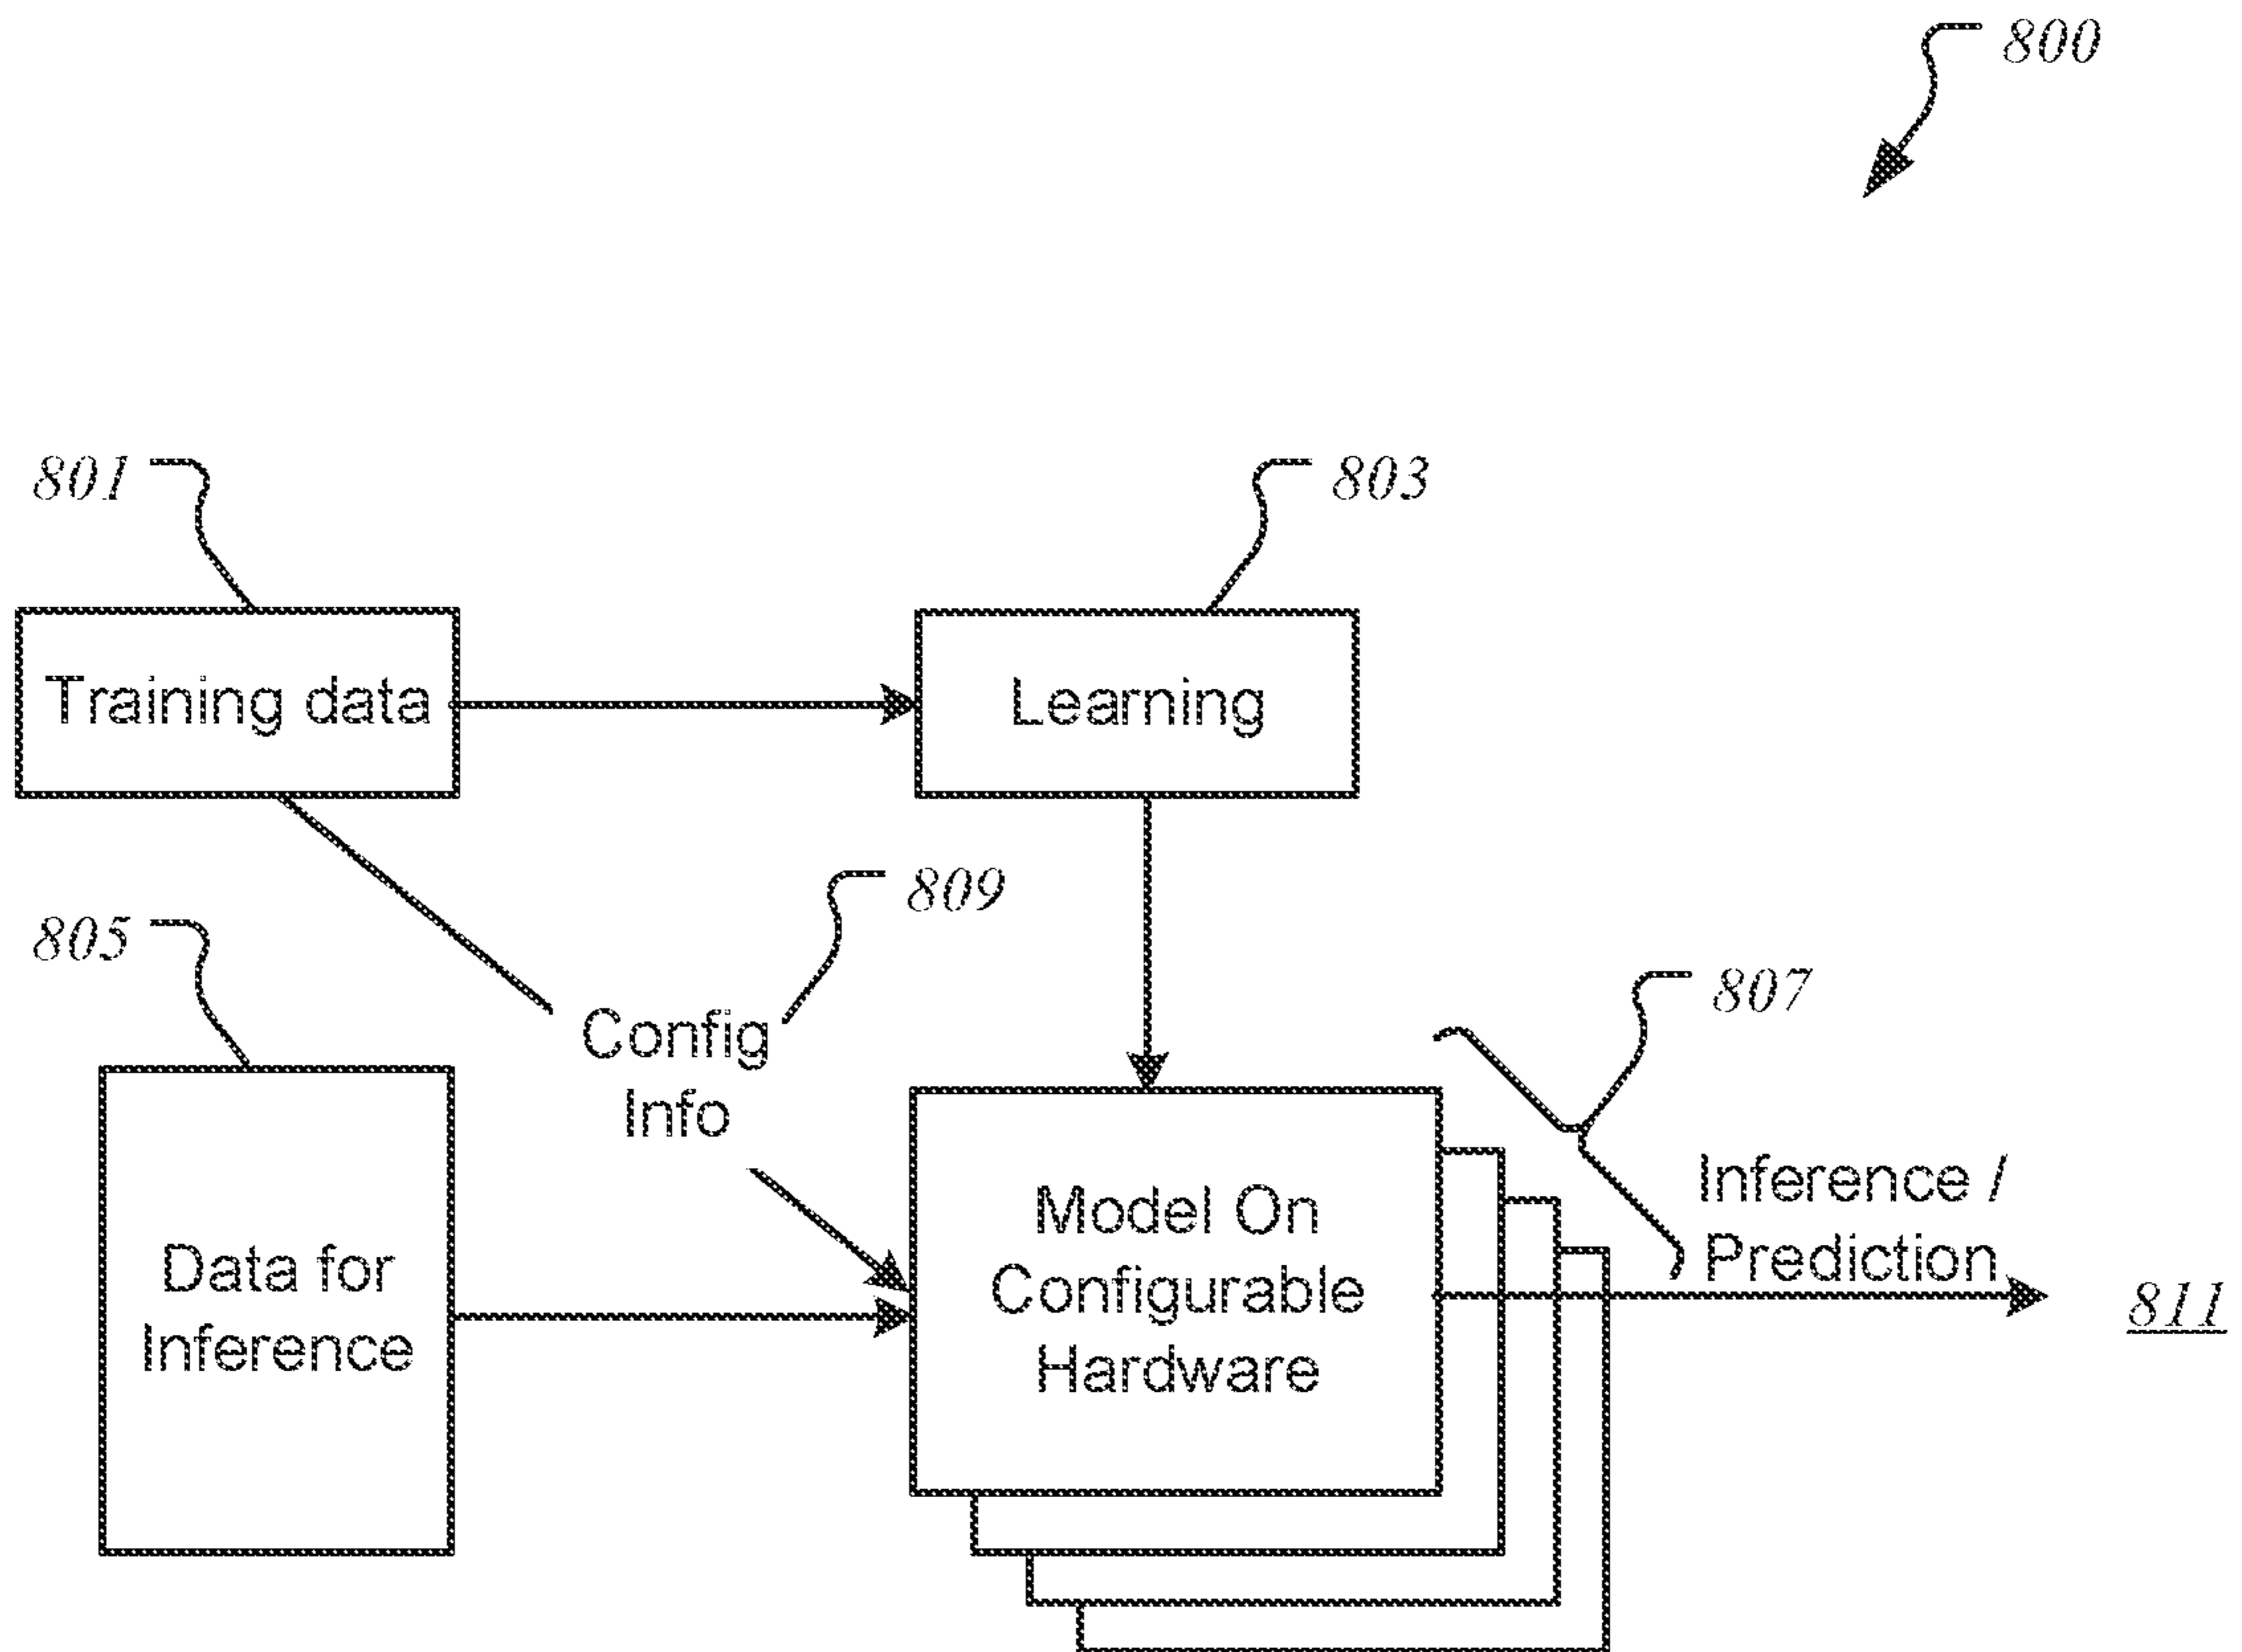 800
801
803
Training data
Learning
809
805
807
Config
Info
Inference /
Prediction
Model On
Configurable
Hardware
Data for
Inference
811